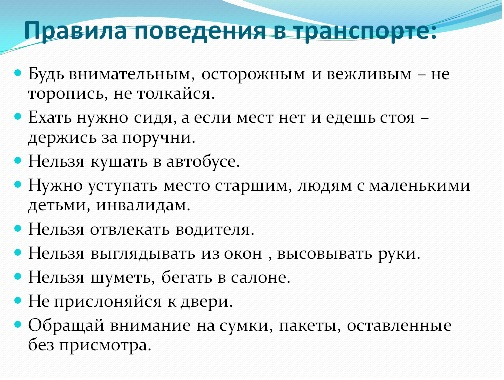 Правила поведения в транспорте:
Будь внимательным, осторожным и вежливым – не
торопись, не толкайся.
Ехать нужно сидя, а если мест нет и едешь стоя –
держись за поручни.
Нельзя кушать в автобусе.
Нужно уступать место старшим, людям с маленькими
детьми, инвалидам.
Нельзя отвлекать водителя.
Нельзя выглядывать из окон , высовывать руки.
Нельзя шуметь, бегать в салоне.
Не прислоняйся к двери.
Обращай внимание на сумки, пакеты, оставленные
без присмотра.